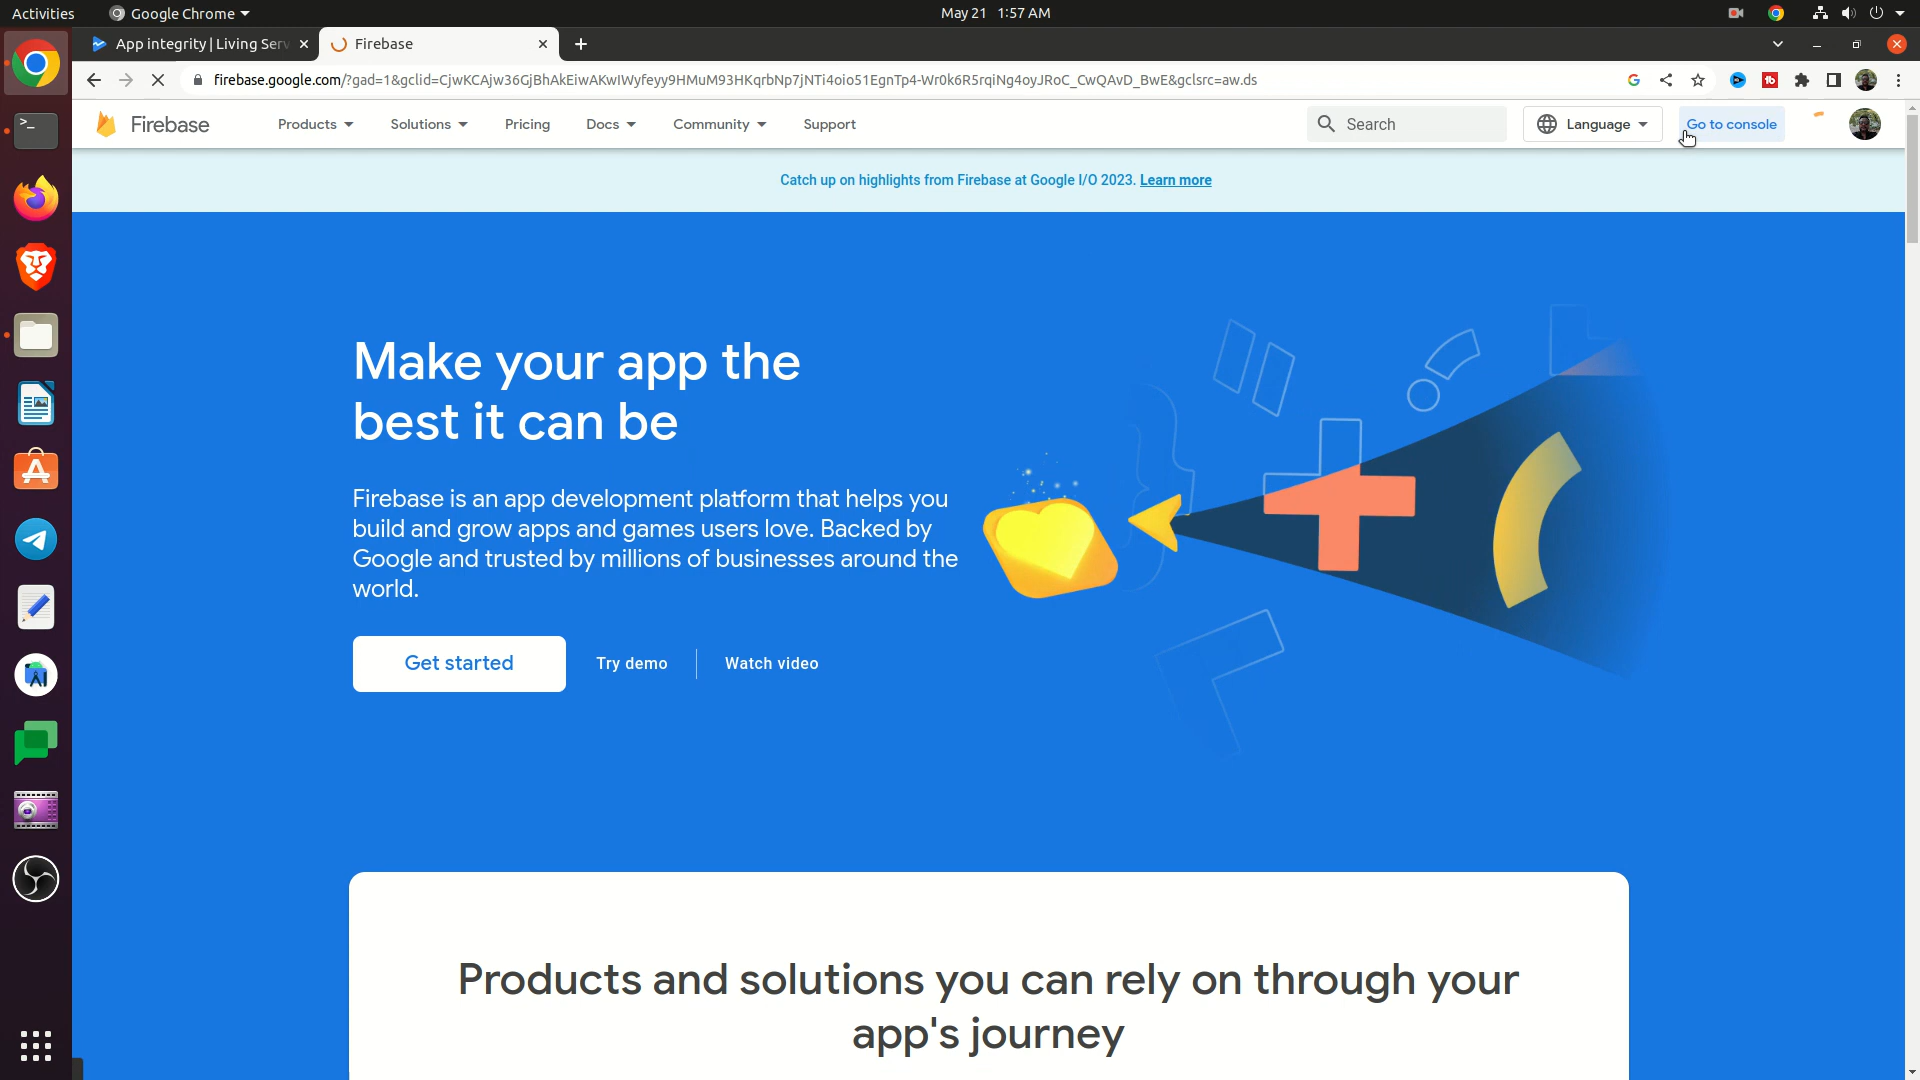 Activities
Google Chrome
May 21 1:57 AM
App integrity | Living Serv
Firebase
firebase.google.com/?gad=1&gclid=CjwKCAjw36GjBhAkEiwAKwIWyfeyy9HMuM93HKqrbNp7jNTi4oio51EgnTp4-Wr0k6R5rqiNg4oyJRoC_CwQAvD_BwE&gclsrc=aw.ds
Firebase
Products
Solutions
Pricing
Docs
Community
Support
Search
Language
Go to console
Catch up on highlights from Firebase at Google I/O 2023. Learn more
Make your app the
best it can be
Firebase is an app development platform that helps you
build and grow apps and games users love. Backed by
Google and trusted by millions of businesses around the
world.
Get started
Try demo
Watch video
Products and solutions you can rely on through your
app's journey